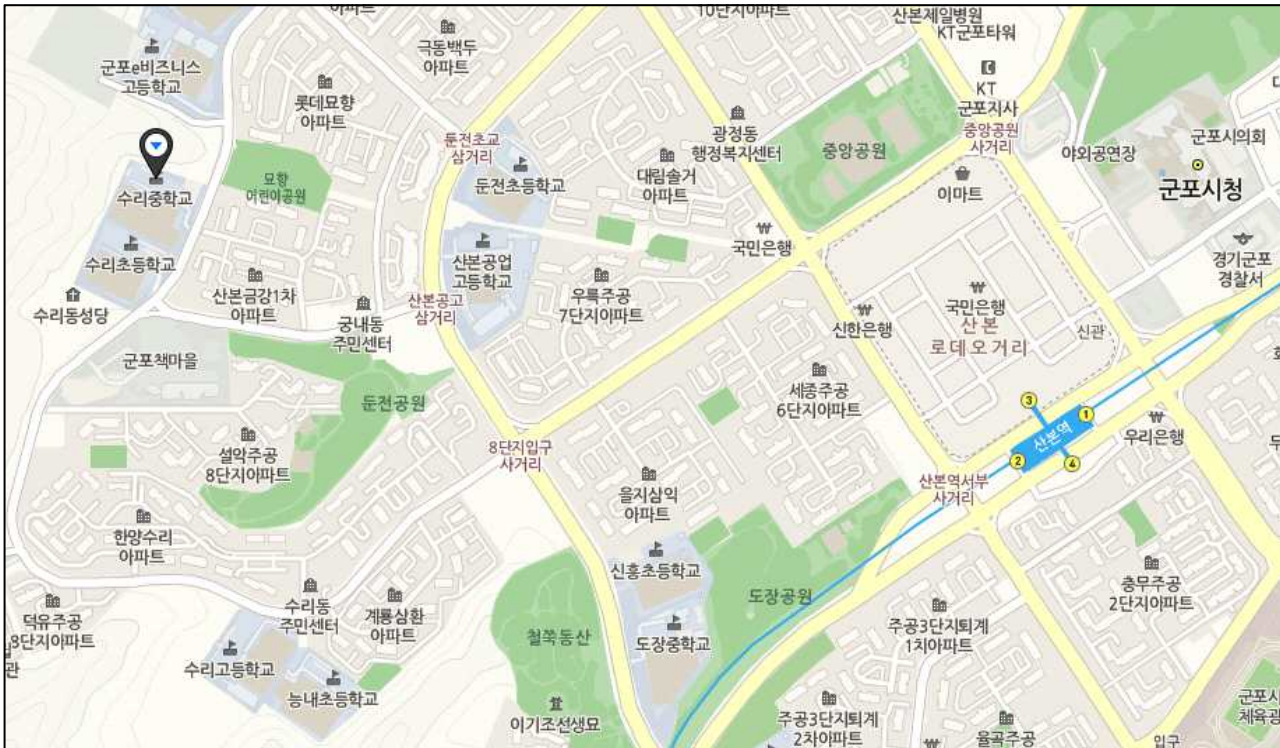 아파트
10단지아파트
산본제일병원
KT군포타워
극동백두
아파트
군포e비즈니스
고등학교
롯데묘향
아파트
KT
군포지사
광정동
행정복지센터
중앙공원
중앙공원
사거리
야외공연장
군포시의회
군포시청
둔전초교
삼거리
둔전초등학교
대림솔거
아파트
이마트
수리중학교
묘향
어린이공원
수리초등학교
산본공업
고등학교
국민은행
경기군포
경찰서
수리동성당
산본금강1차
아파트
궁내동
주민센터
산본공고
삼거리
우륵주공
7단지아파트
신한은행
국민은행
산본
로데오거리
신관
군포책마을
둔전공원
세종주공
6단지아파트
3
1
산본역
2
4
우리은행
설악주공
8단지아파트
8단지입구
사거리
을지삼익
아파트
산본역서부
사거리
한양수리
아파트
신흥초등학교
도장공원
충무주공
2단지아파트
덕유주공
8단지아파트
관
수리동
주민센터
계룡삼환
아파트
철쭉동산
도장중학교
주공3단지퇴계
1차아파트
수리고등학교
능내초등학교
이기조선생묘
주공3단지퇴계
2차아파트
율곡주공
입구
군포시
체육광